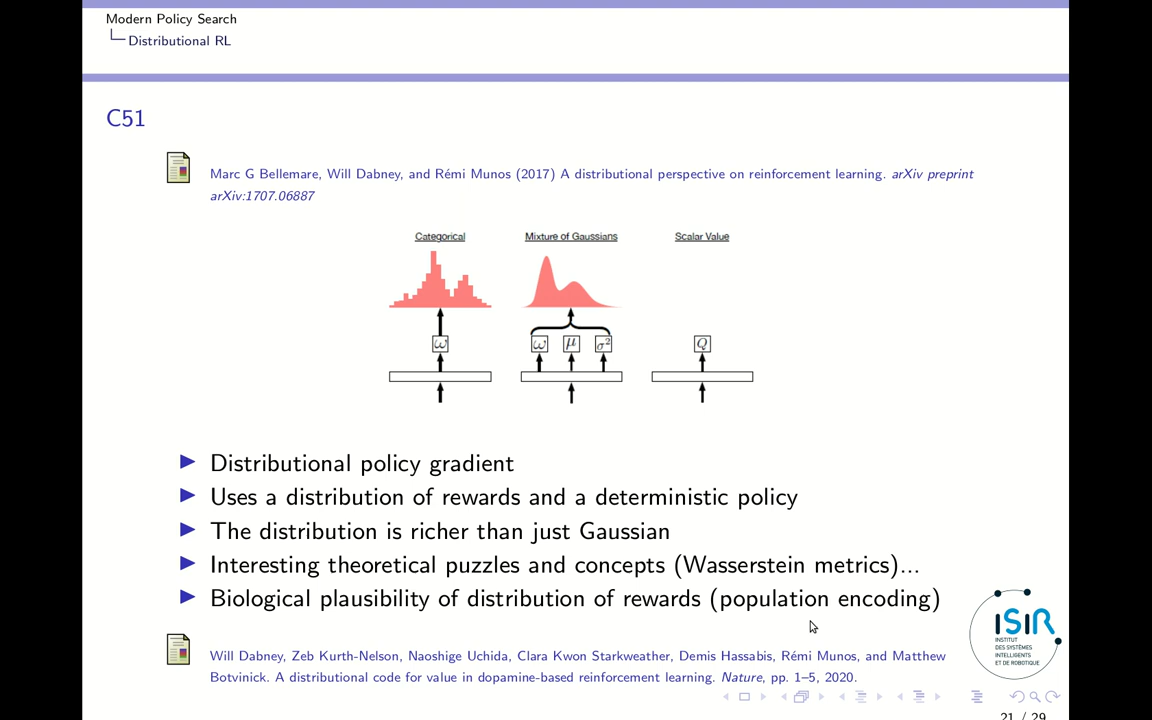 Modern Policy Search
Distributional RL
C51
Marc G Bellemare, Will Dabney, and Rémi Munos (2017) A distributional perspective on reinforcement learning. arXiv preprint
arXiv:1707.06887
Categorical Mixture of Gaussians Scalar Value
ω ω μ σ² Q
Distributional policy gradient
Uses a distribution of rewards and a deterministic policy
The distribution is richer than just Gaussian
Interesting theoretical puzzles and concepts (Wasserstein metrics)...
Biological plausibility of distribution of rewards (population encoding)
Will Dabney, Zeb Kurth-Nelson, Naoshige Uchida, Clara Kwon Starkweather, Demis Hassabis, Rémi Munos, and Matthew
Botvinick. A distributional code for value in dopamine-based reinforcement learning. Nature, pp. 1–5, 2020.
ISIR
INSTITUT
DES SYSTÈMES
INTELLIGENTS
ET DE ROBOTIQUE
21 / 29